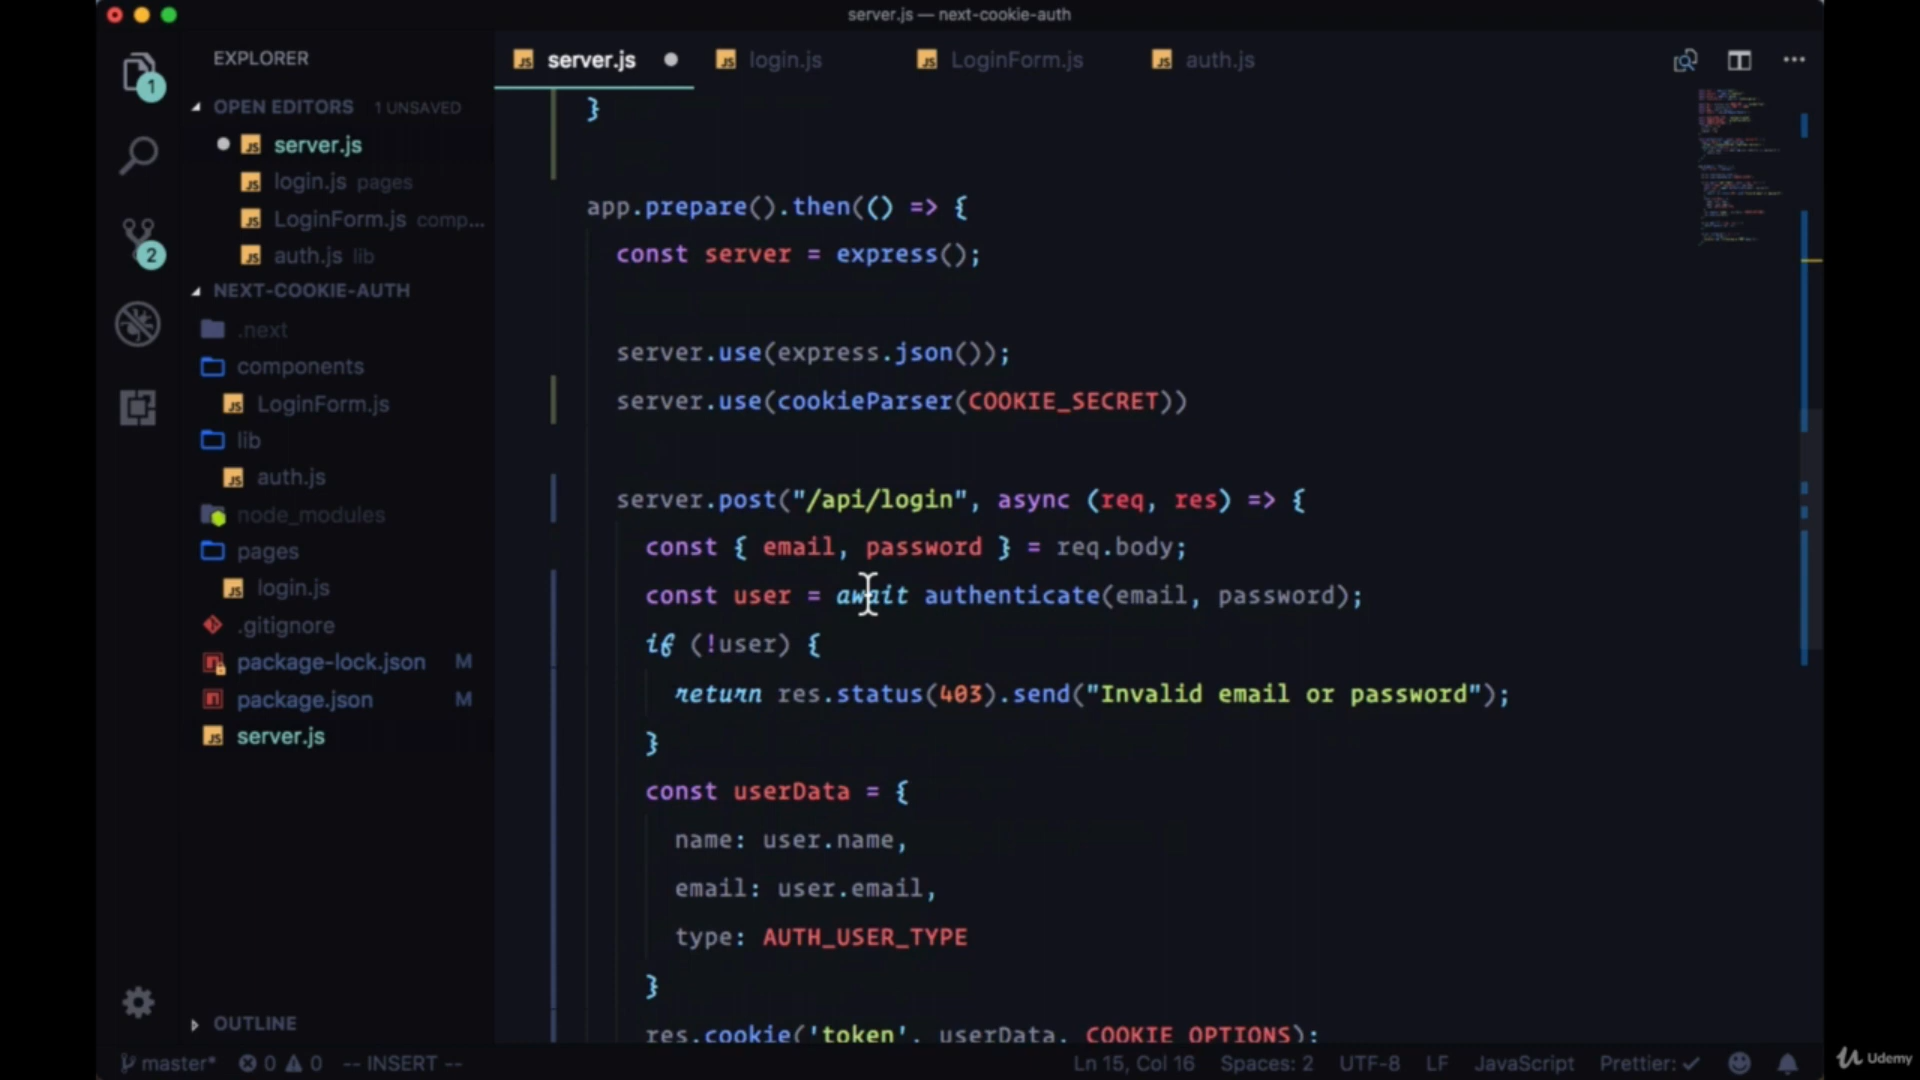 server.js — next-cookie-auth
EXPLORER
OPEN EDITORS 1 UNSAVED
server.js
login.js pages
LoginForm.js comp...
auth.js lib
NEXT-COOKIE-AUTH
.next
components
LoginForm.js
lib
auth.js
node_modules
pages
login.js
.gitignore
package-lock.json M
package.json M
server.js
OUTLINE
1
2
server.js login.js LoginForm.js auth.js
}
app.prepare().then(() => {
const server = express();
server.use(express.json());
server.use(cookieParser(COOKIE_SECRET))
server.post("/api/login", async (req, res) => {
const { email, password } = req.body;
const user = await authenticate(email, password);
if (!user) {
return res.status(403).send("Invalid email or password");
}
const userData = {
name: user.name,
email: user.email,
type: AUTH_USER_TYPE
}
res.cookie('token', userData, COOKIE_OPTIONS);
master* 0 0 -- INSERT -- Ln 15, Col 16 Spaces: 2 UTF-8 LF JavaScript Prettier: ✓
Udemy